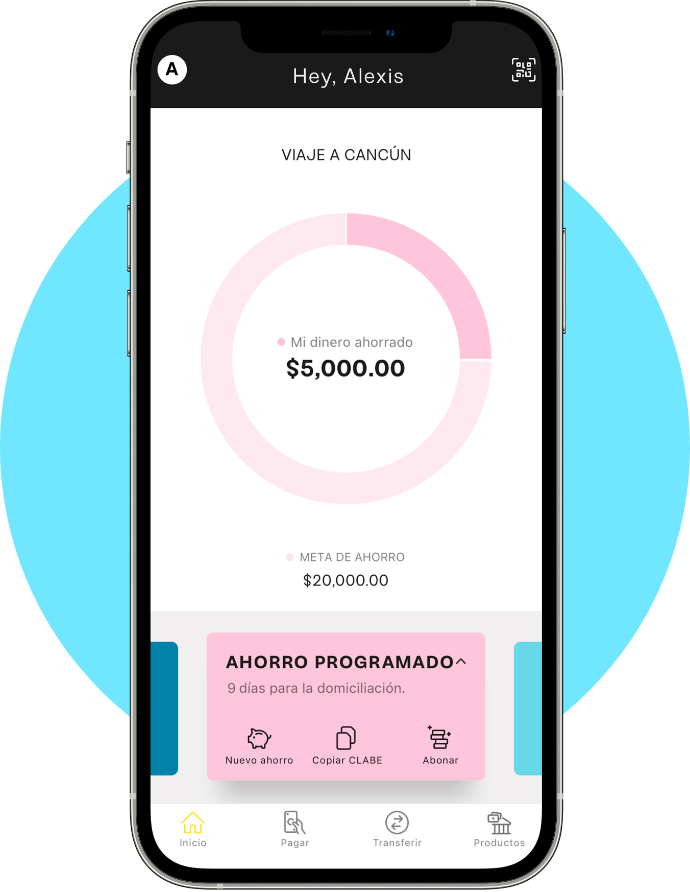 A
Hey, Alexis
VIAJE A CANCÚN
Mi dinero ahorrado
$5,000.00
META DE AHORRO
$20,000.00
AHORRO PROGRAMADO
9 días para la domiciliación.
Nuevo ahorro
Copiar CLABE
Abonar
Inicio
Pagar
Transferir
Productos